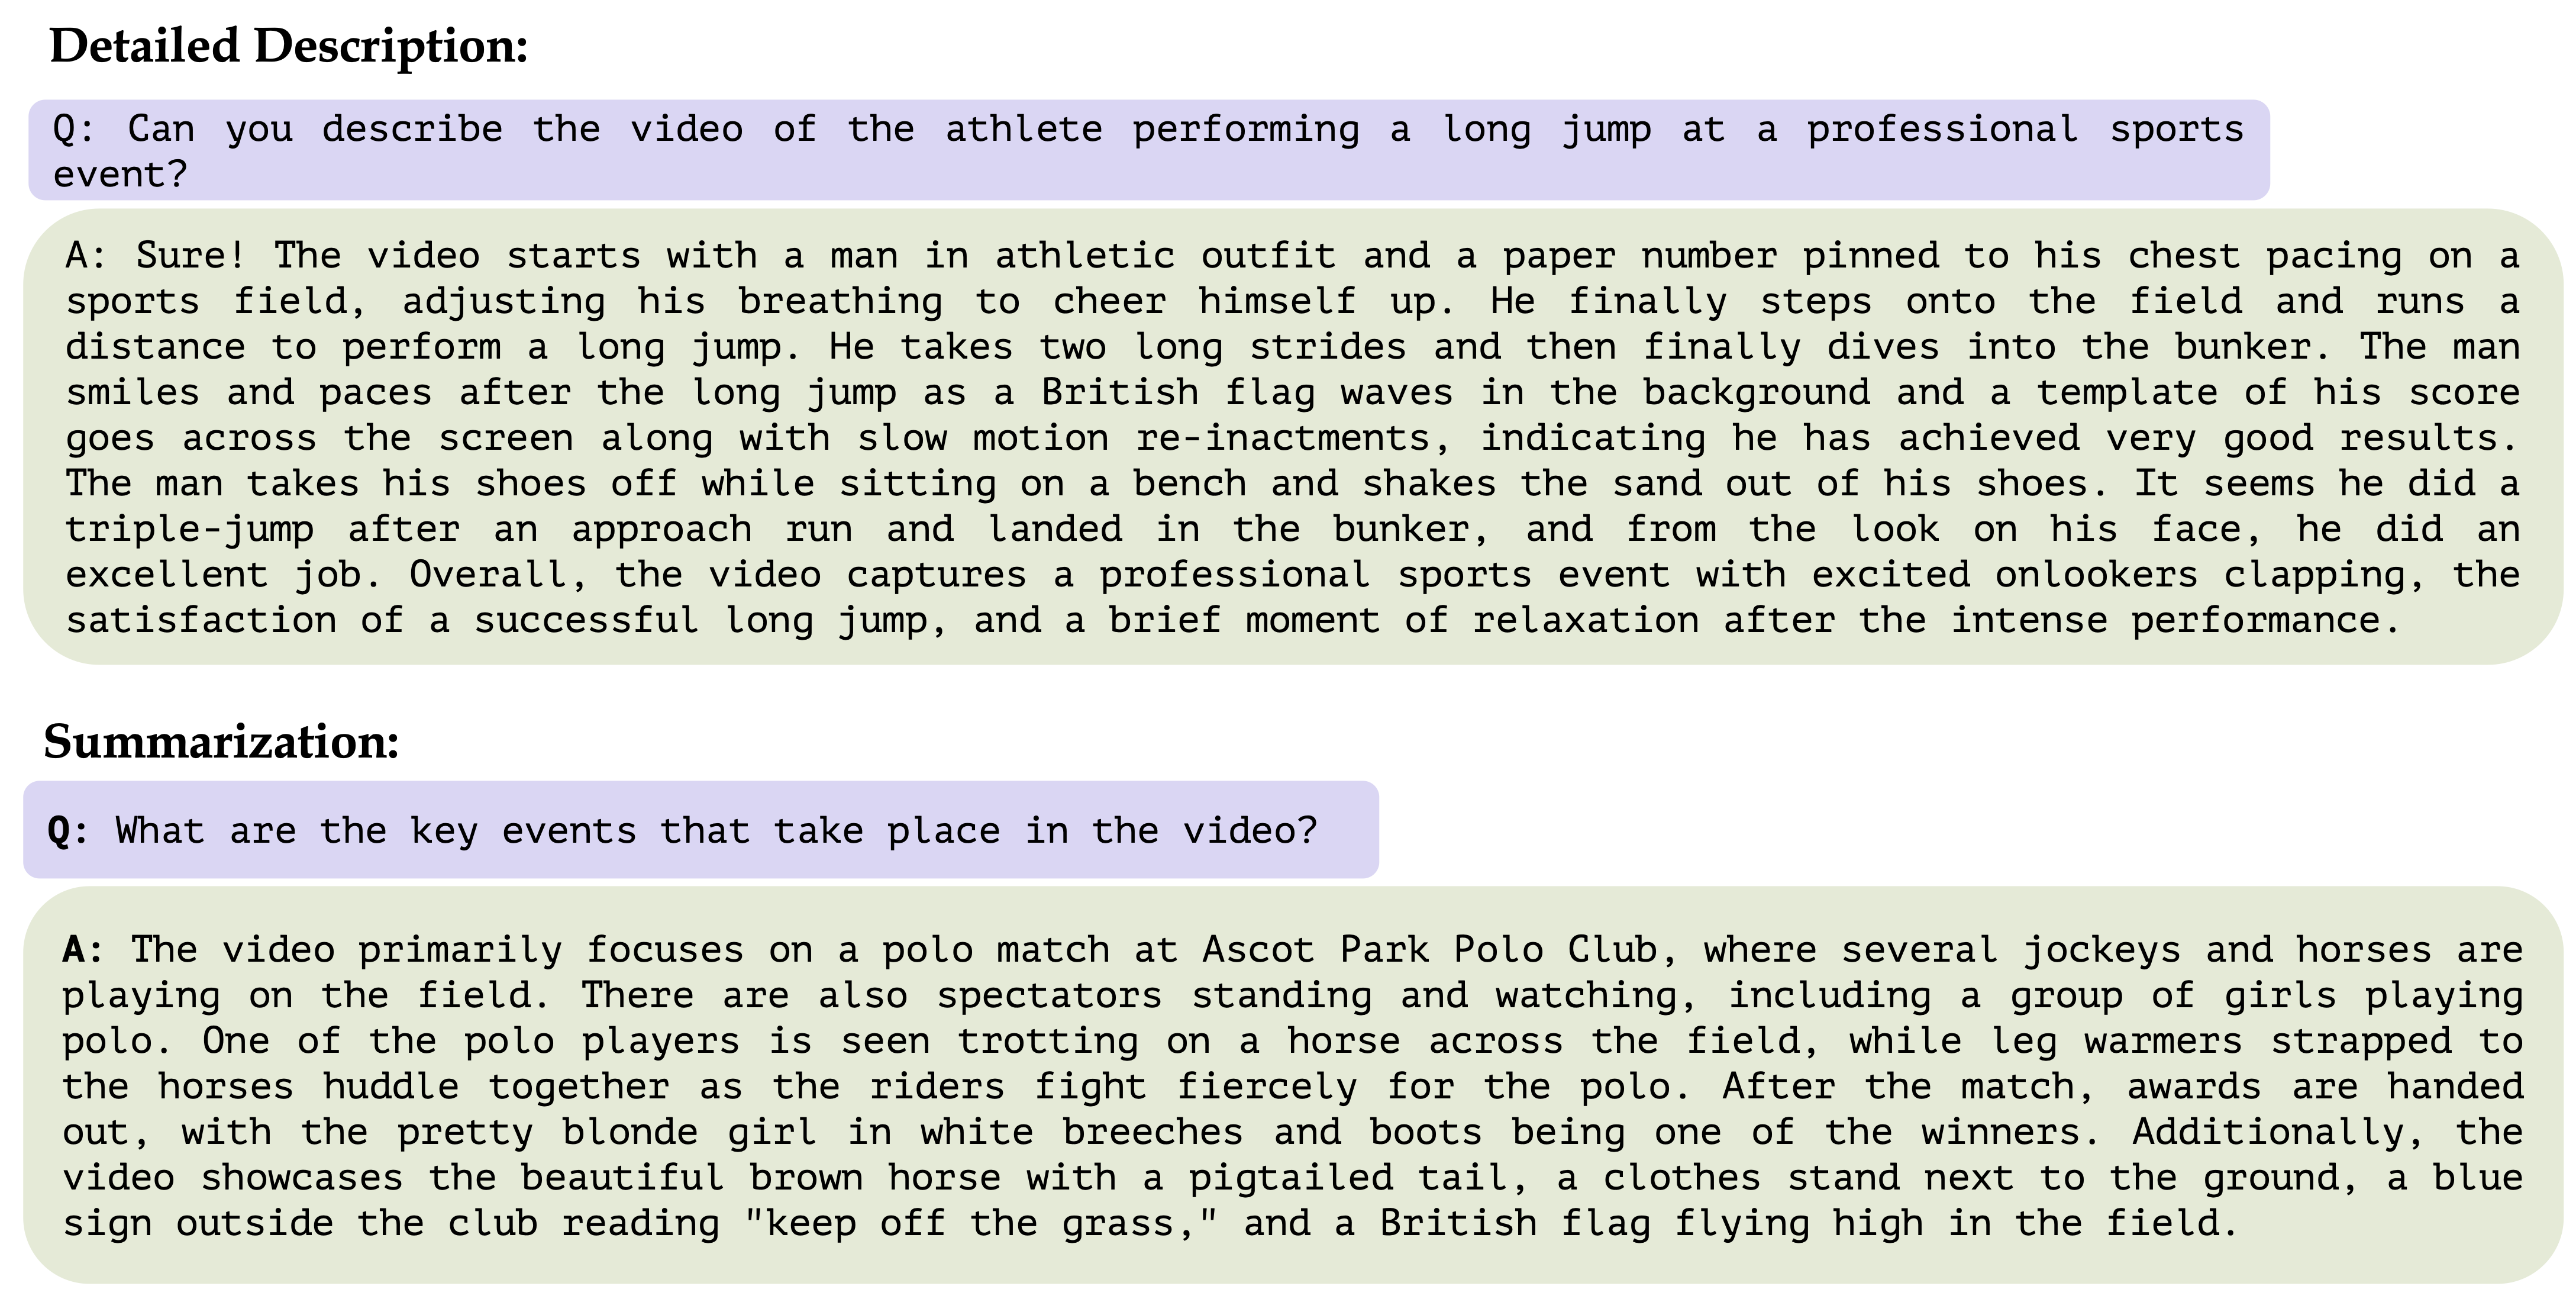 Detailed Description:
Q: Can you describe the video of the athlete performing a long jump at a professional sports
event?
A: Sure! The video starts with a man in athletic outfit and a paper number pinned to his chest pacing on a
sports field, adjusting his breathing to cheer himself up. He finally steps onto the field and runs a
distance to perform a long jump. He takes two long strides and then finally dives into the bunker. The man
smiles and paces after the long jump as a British flag waves in the background and a template of his score
goes across the screen along with slow motion re-inactments, indicating he has achieved very good results.
The man takes his shoes off while sitting on a bench and shakes the sand out of his shoes. It seems he did a
triple-jump after an approach run and landed in the bunker, and from the look on his face, he did an
excellent job. Overall, the video captures a professional sports event with excited onlookers clapping, the
satisfaction of a successful long jump, and a brief moment of relaxation after the intense performance.
Summarization:
Q: What are the key events that take place in the video?
A: The video primarily focuses on a polo match at Ascot Park Polo Club, where several jockeys and horses are
playing on the field. There are also spectators standing and watching, including a group of girls playing
polo. One of the polo players is seen trotting on a horse across the field, while leg warmers strapped to
the horses huddle together as the riders fight fiercely for the polo. After the match, awards are handed
out, with the pretty blonde girl in white breeches and boots being one of the winners. Additionally, the
video showcases the beautiful brown horse with a pigtailed tail, a clothes stand next to the ground, a blue
sign outside the club reading "keep off the grass," and a British flag flying high in the field.